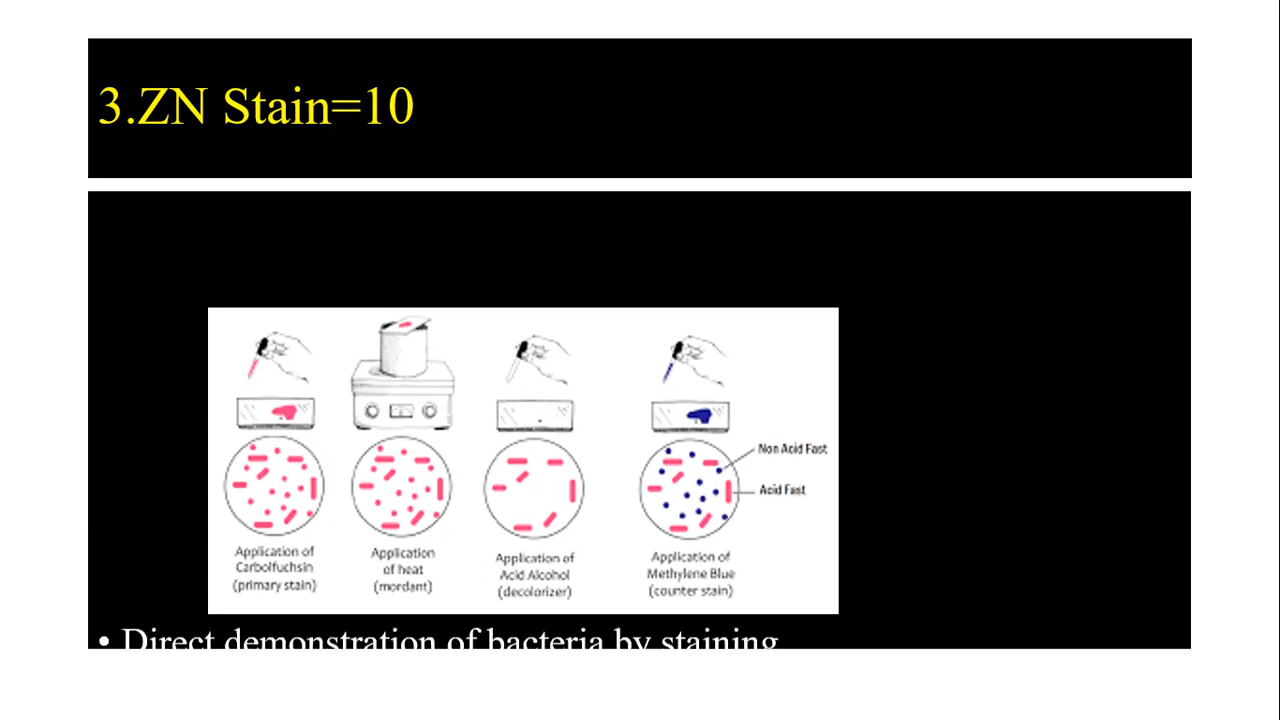 3.ZN Stain=10
Non Acid Fast
Acid Fast
Application of
Carbolfuchsin
(primary stain)
Application
of heat
(mordant)
Application of
Acid Alcohol
(decolorizer)
Application of
Methylene Blue
(counter stain)
• Direct demonstration of bacteria by staining